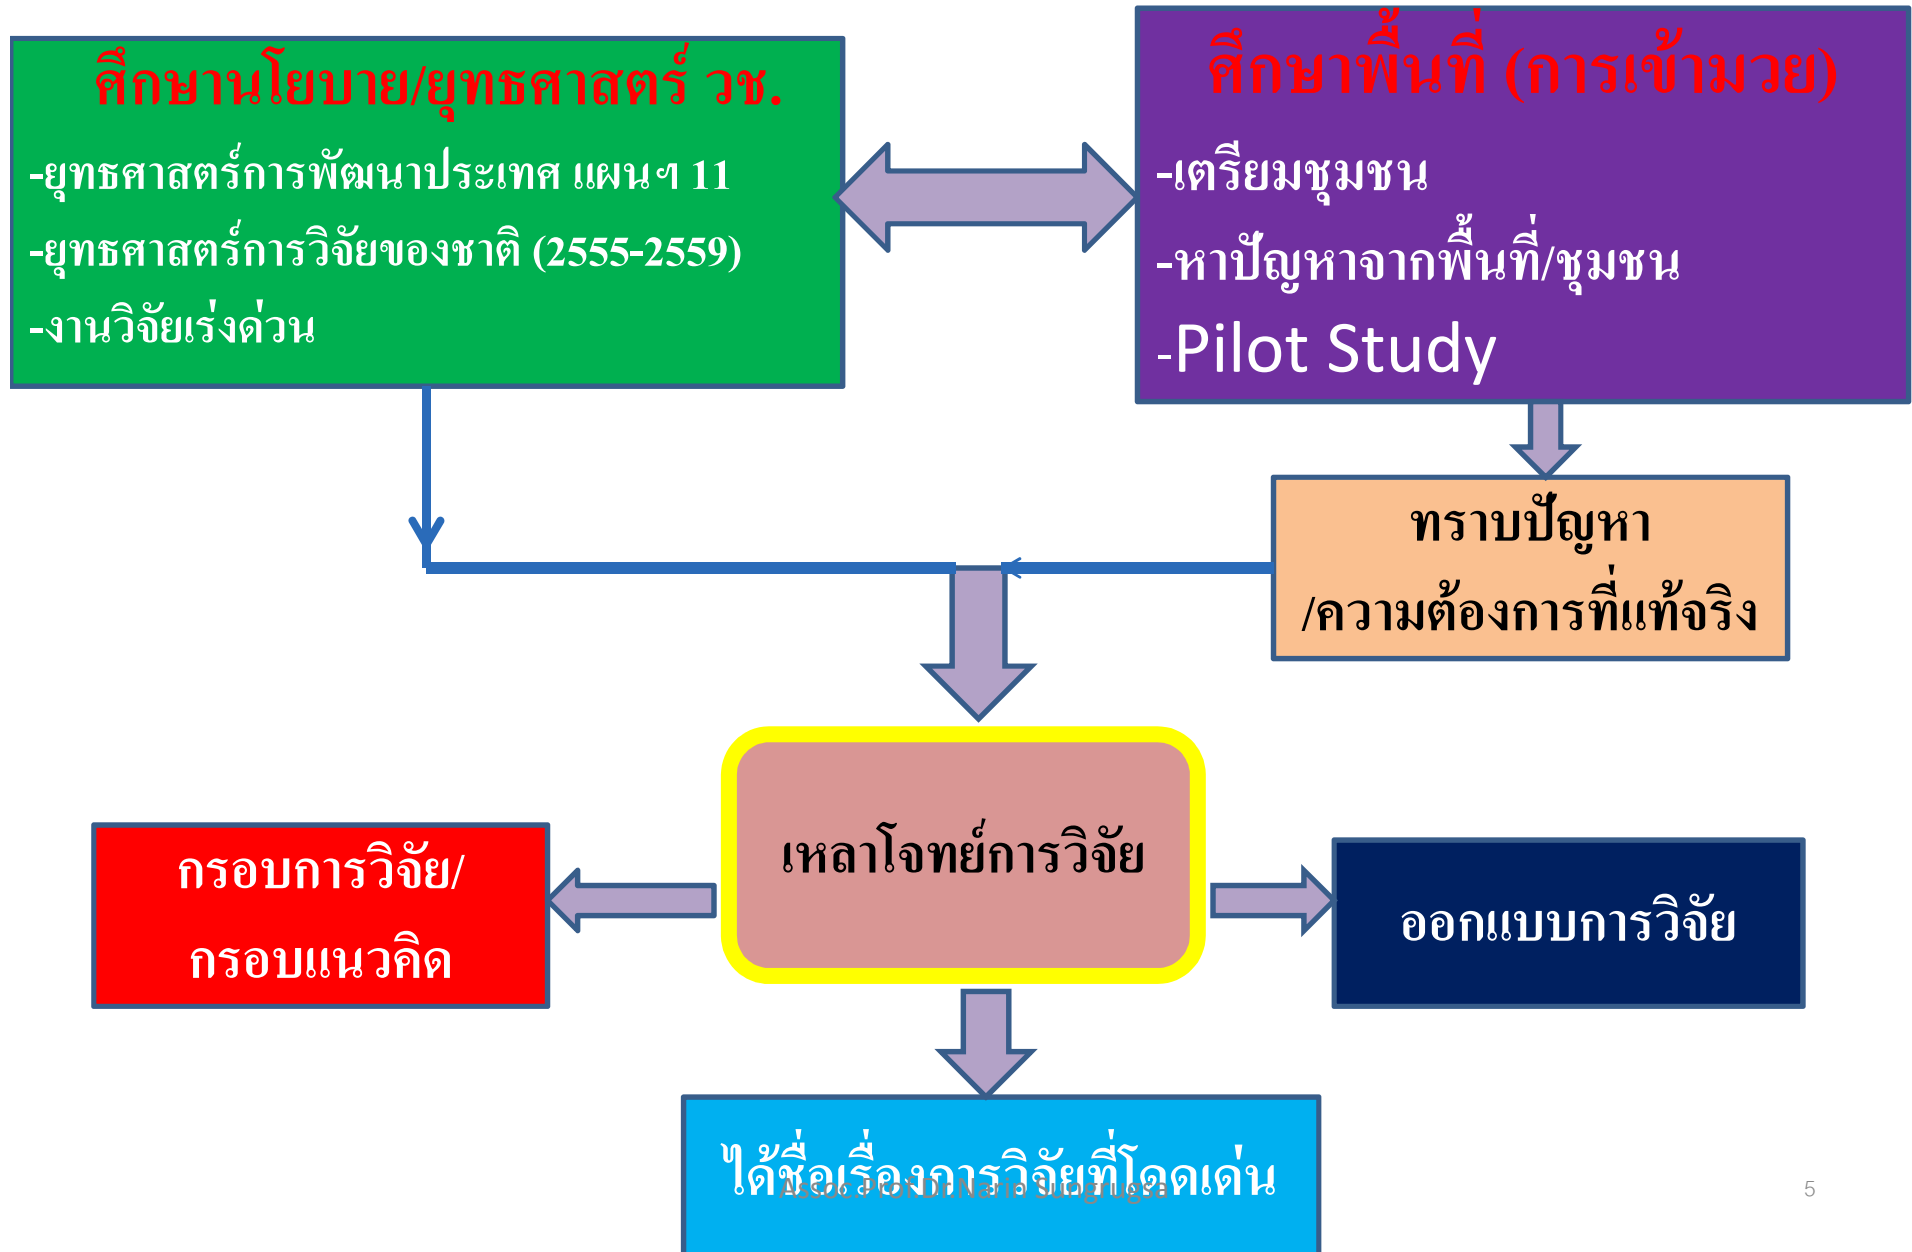 ศึกษานโยบาย/ยุทธศาสตร์ วช.
-ยุทธศาสตร์การพัฒนาประเทศ แผนฯ 11
-ยุทธศาสตร์การวิจัยของชาติ (2555-2559)
-งานวิจัยเร่งด่วน
ศึกษาพื้นที่ (การเข้ามวย)
-เตรียมชุมชน
-หาปัญหาจากพื้นที่/ชุมชน
-Pilot Study
ทราบปัญหา
/ความต้องการที่แท้จริง
เหลาโจทย์การวิจัย
กรอบการวิจัย/
กรอบแนวคิด
ออกแบบการวิจัย
ได้ชื่อเรื่องการวิจัยที่โดดเด่น
Assoc.Prof.Dr.Narin Sungrugsa
5